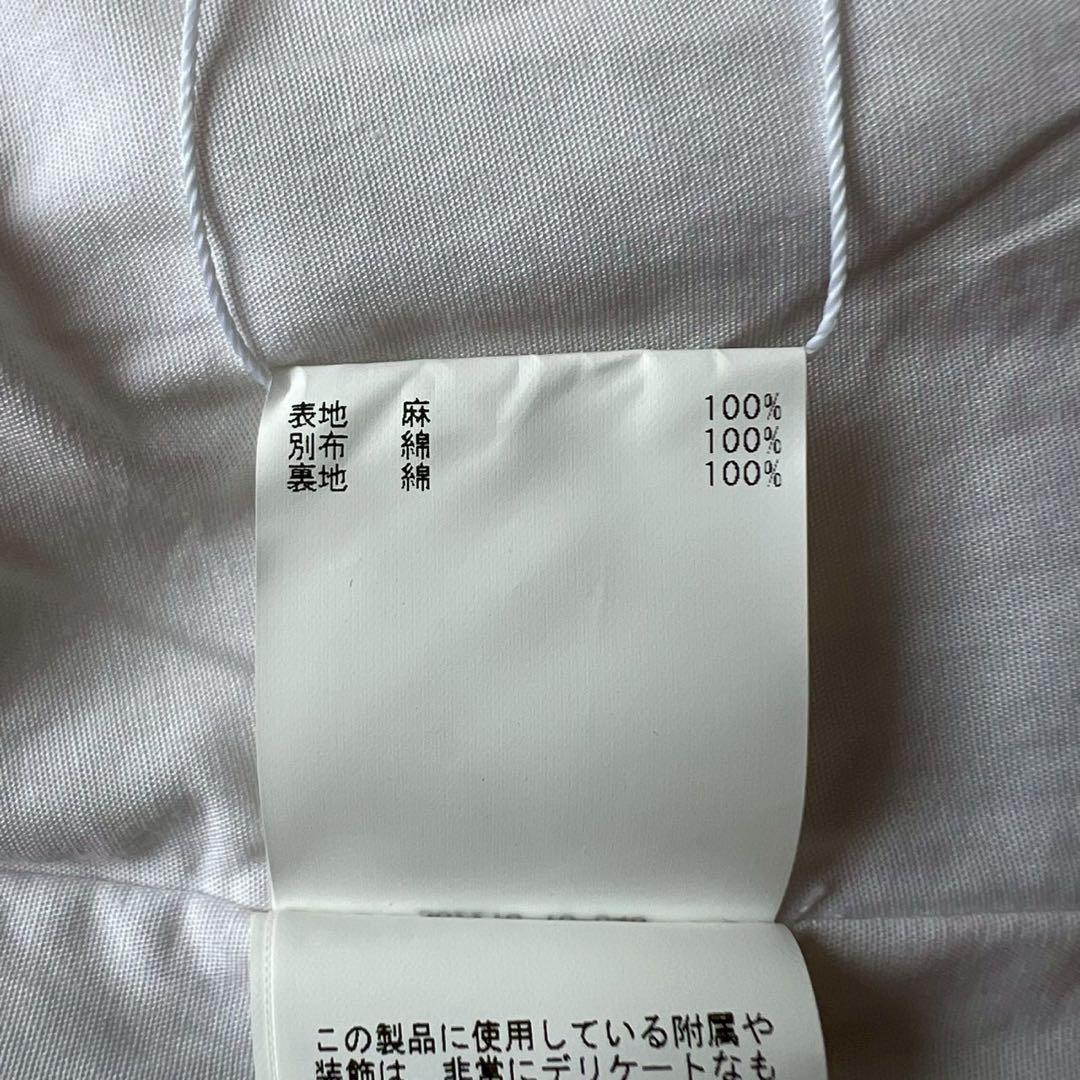 表地 麻 100%
別布 綿 100%
裏地 綿 100%
この製品に使用している附属や
装飾は、非常にデリケートなも